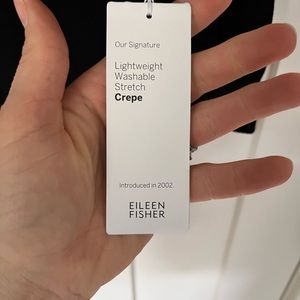 Our Signature
Lightweight
Washable
Stretch
Crepe
Introduced in 2002.
EILEEN
FISHER